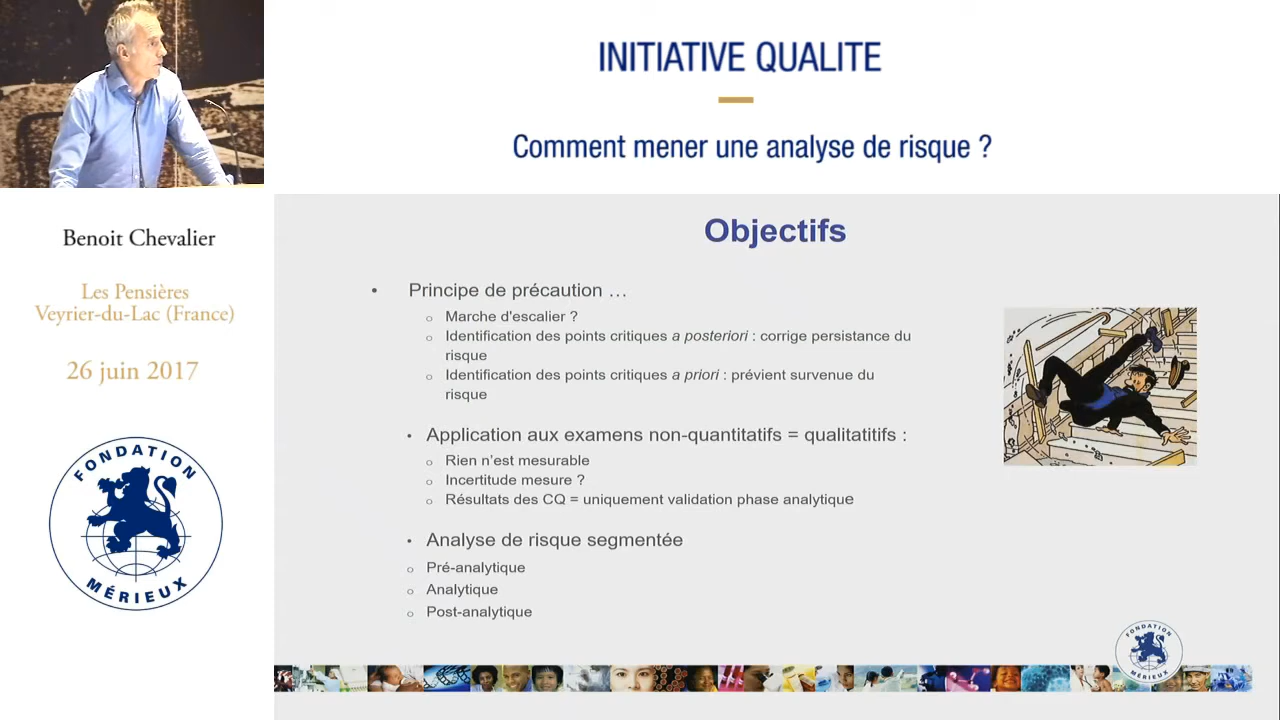 INITIATIVE QUALITE
Comment mener une analyse de risque ?
Benoit Chevalier
Les Pensières
Veyrier-du-Lac (France)
26 juin 2017
FONDATION
MÉRIEUX
Objectifs
• Principe de précaution …
o Marche d'escalier ?
o Identification des points critiques a posteriori : corrige persistance du
risque
o Identification des points critiques a priori : prévient survenue du
risque
• Application aux examens non-quantitatifs = qualitatitifs :
o Rien n’est mesurable
o Incertitude mesure ?
o Résultats des CQ = uniquement validation phase analytique
• Analyse de risque segmentée
o Pré-analytique
o Analytique
o Post-analytique
FONDATION
MÉRIEUX